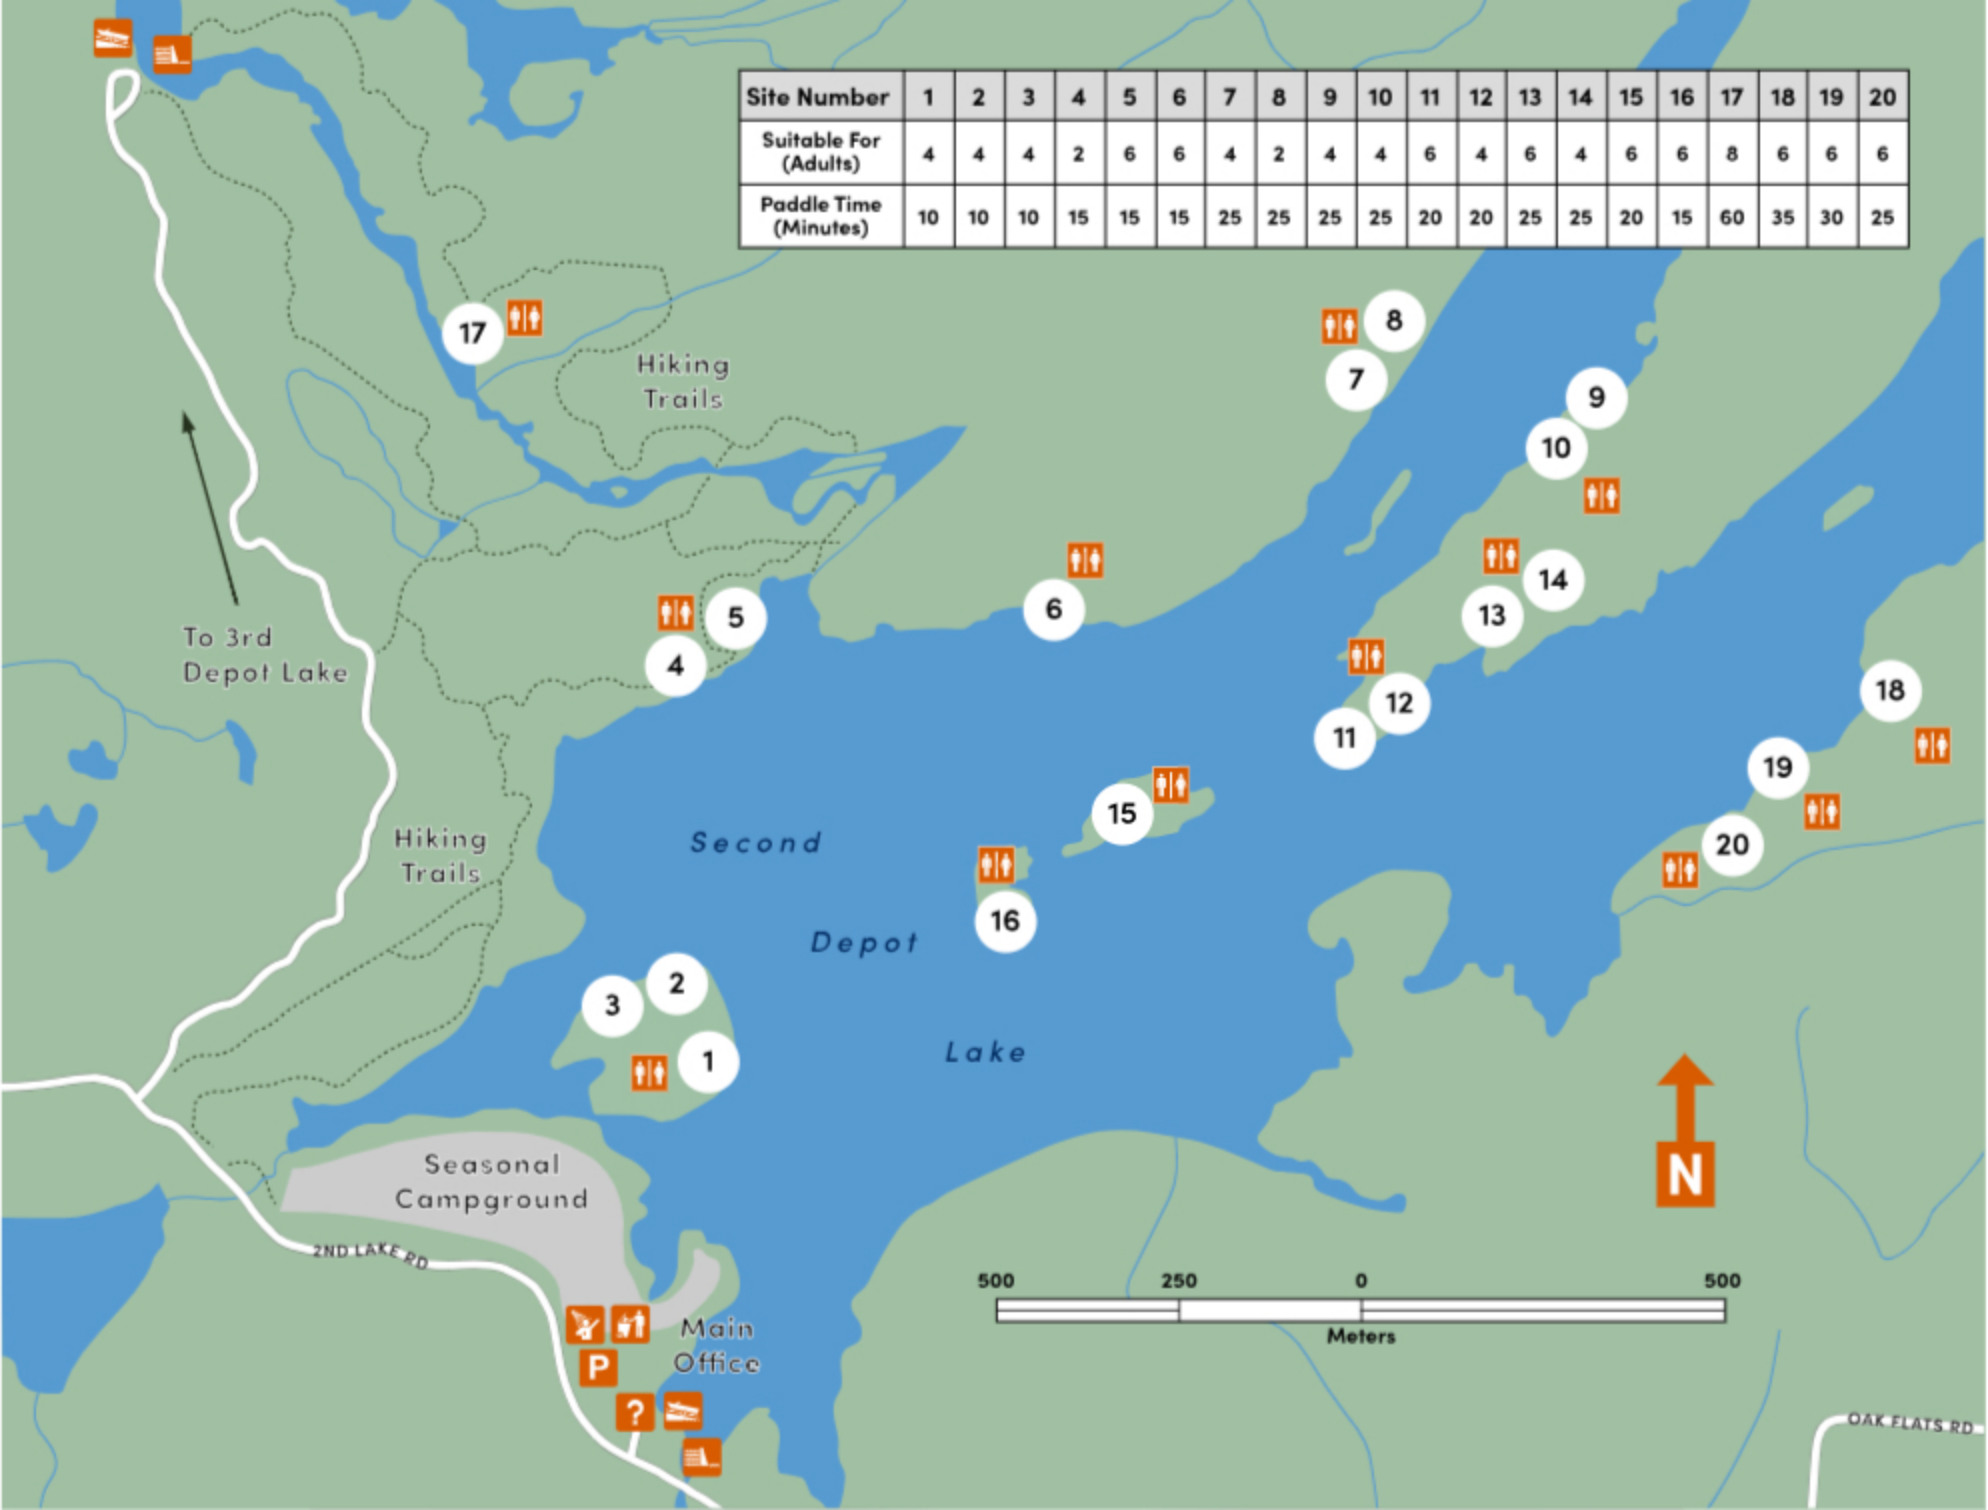 Site Number 1 2 3 4 5 6 7 8 9 10 11 12 13 14 15 16 17 18 19 20
Suitable For
(Adults) 4 4 4 2 6 6 4 2 4 4 6 4 6 4 6 6 8 6 6 6
Paddle Time
(Minutes) 10 10 10 15 15 15 25 25 25 25 20 20 25 25 20 15 60 35 30 25
8
17
Hiking
Trails
7
9
10
6
14
5
13
To 3rd
Depot Lake
4
18
12
11
19
15
Second
Hiking
Trails
20
16
Depot
2
3
Lake
1
N
Seasonal
Campground
2ND LAKE RD
500 250 0 500
Meters
Main
Office
P
?
OAK FLATS RD